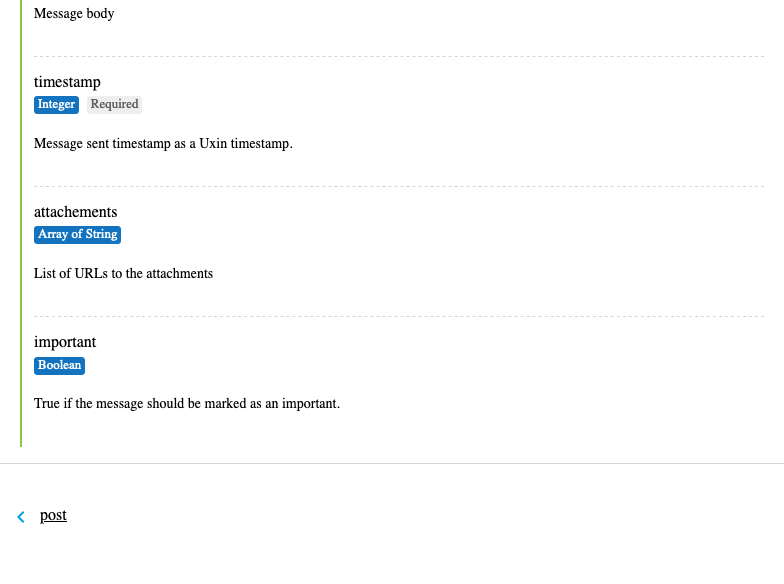 Message body
timestamp
Integer Required
Message sent timestamp as a Uxin timestamp.
attachements
Array of String
List of URLs to the attachments
important
Boolean
True if the message should be marked as an important.
post